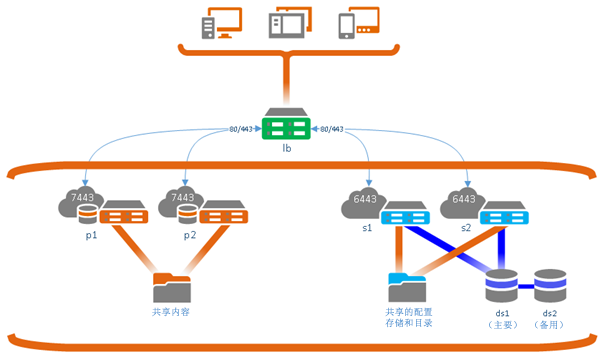 80/443
80/443
lb
7443
7443
6443
6443
p1
p2
s1
s2
共享内容
共享的配置
存储和目录
ds1
（主要）
ds2
（备用）